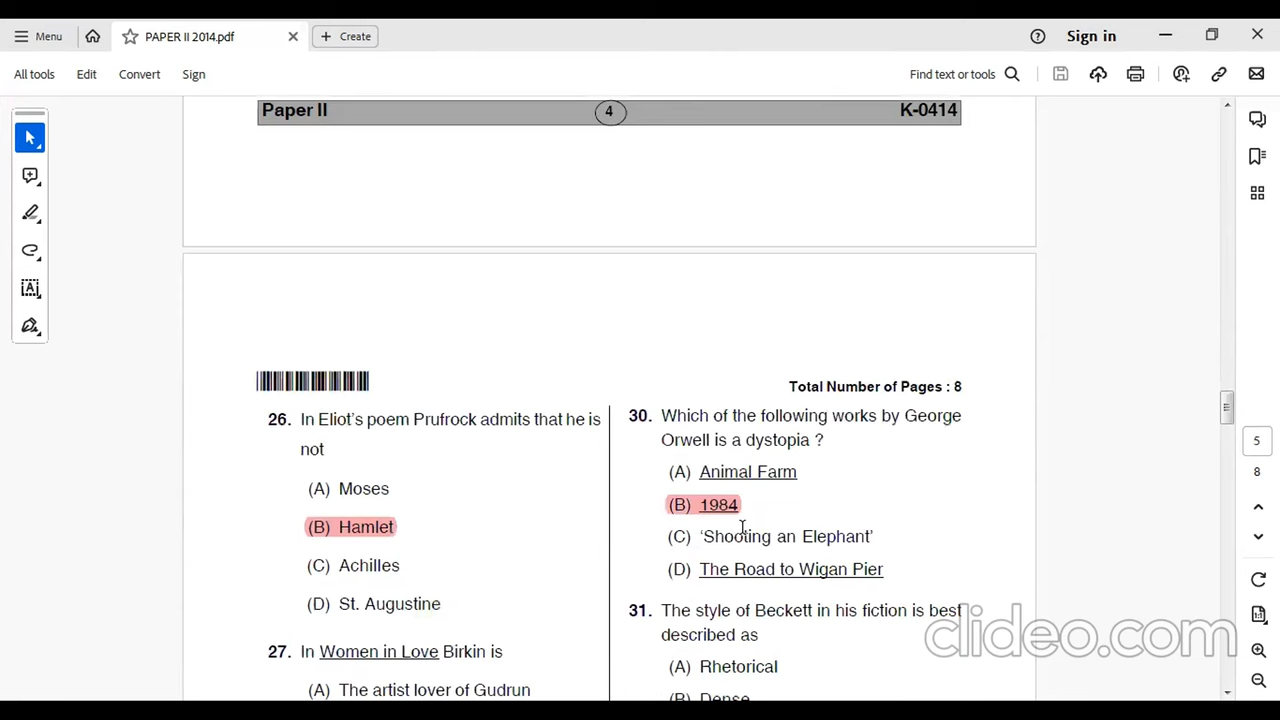 Menu
PAPER II 2014.pdf
Create
Sign in
All tools
Edit
Convert
Sign
Find text or tools
Paper II
4
K-0414
Total Number of Pages : 8
26. In Eliot's poem Prufrock admits that he is
not
(A) Moses
(B) Hamlet
(C) Achilles
(D) St. Augustine
27. In Women in Love Birkin is
(A) The artist lover of Gudrun
30. Which of the following works by George
Orwell is a dystopia ?
(A) Animal Farm
(B) 1984
(C) 'Shooting an Elephant'
(D) The Road to Wigan Pier
31. The style of Beckett in his fiction is best
described as
(A) Rhetorical
(B) Dense
5
8
1:1
clideo.com